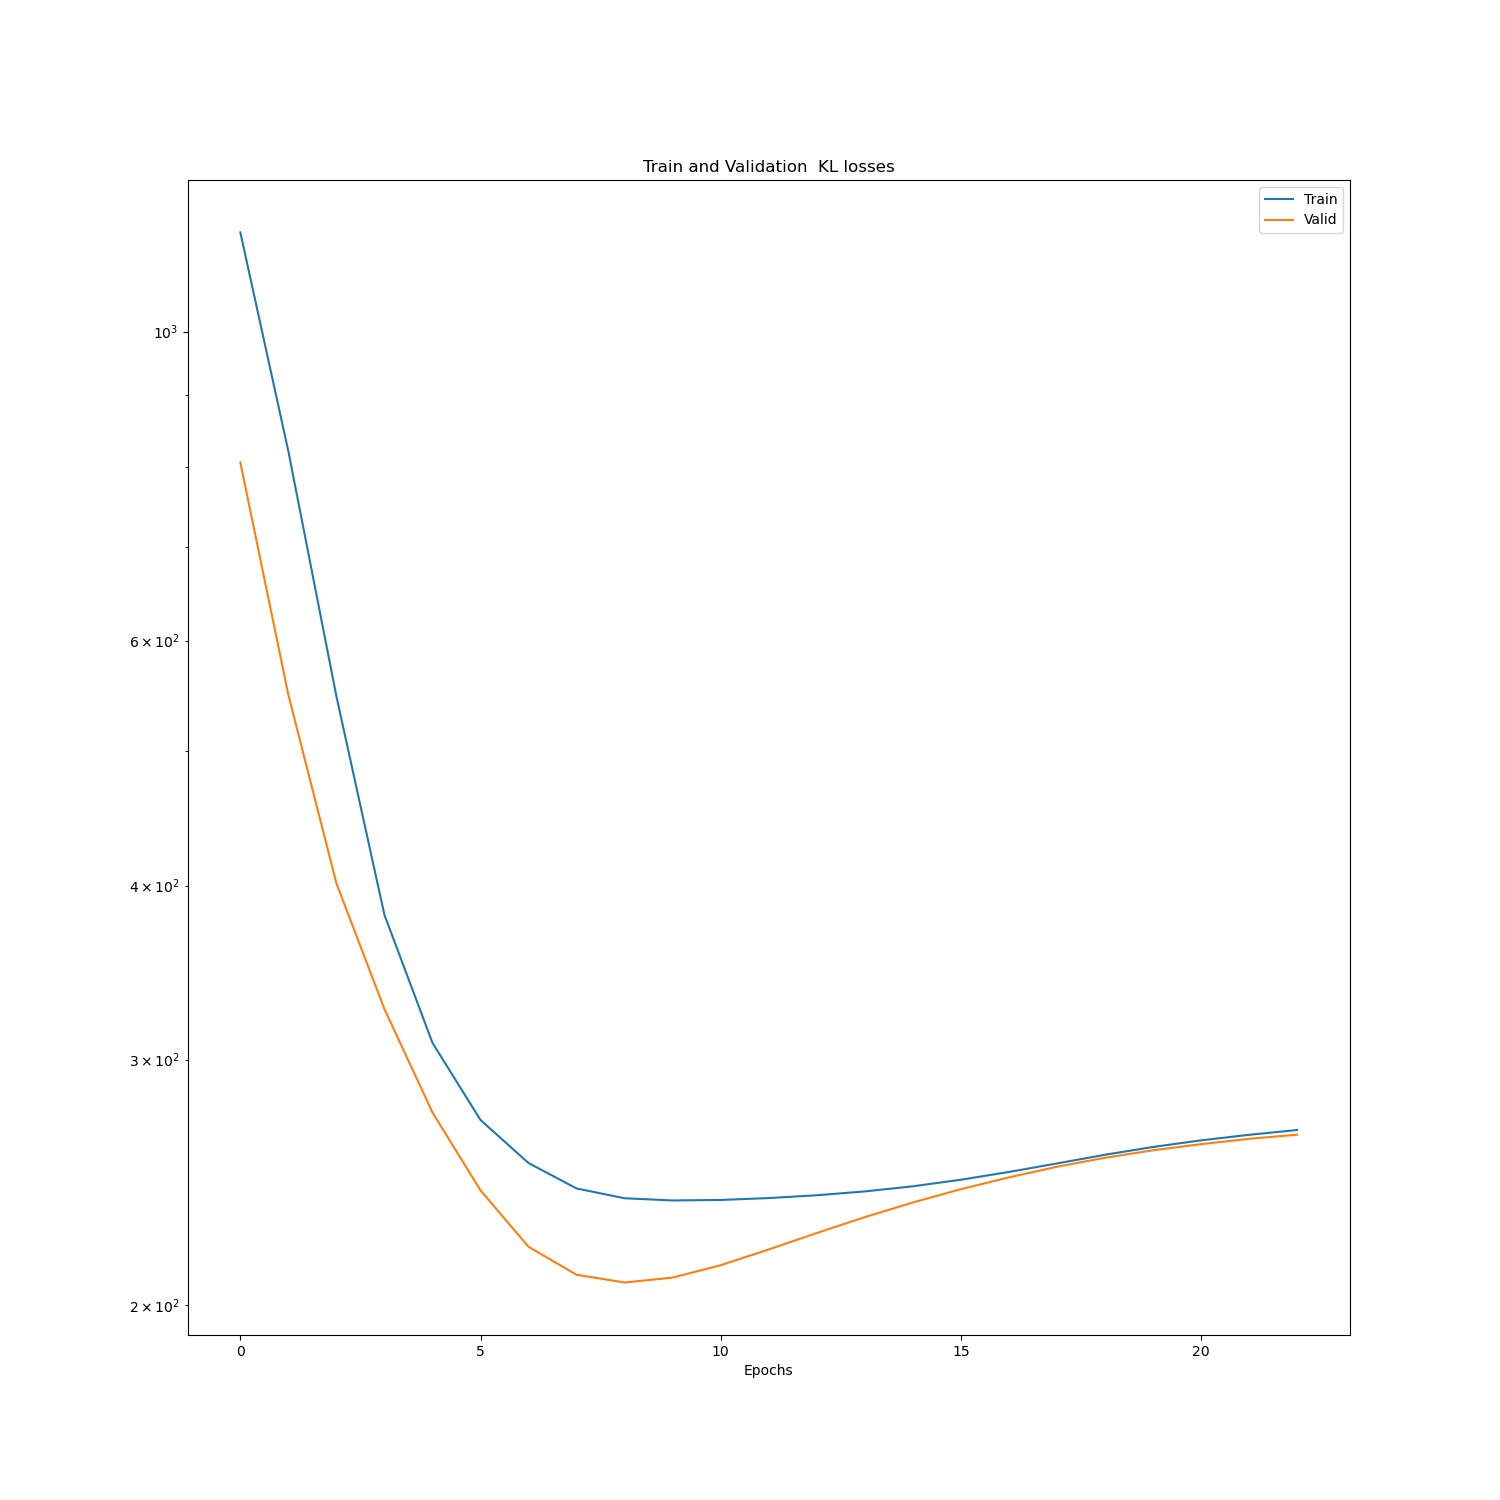 Train and Validation  KL losses
Train
Valid
10³
6 × 10²
4 × 10²
3 × 10²
2 × 10²
0 5 10 15 20
Epochs